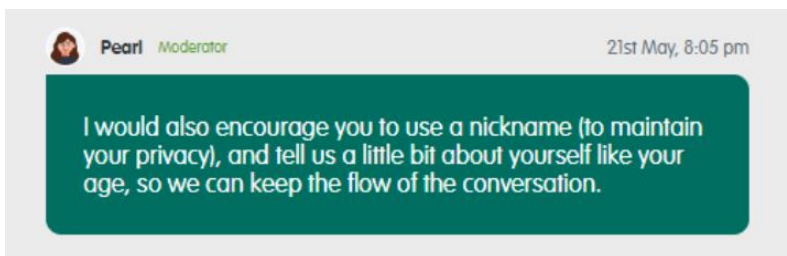 Pearl Moderator 21st May, 8:05 pm
I would also encourage you to use a nickname (to maintain
your privacy), and tell us a little bit about yourself like your
age, so we can keep the flow of the conversation.